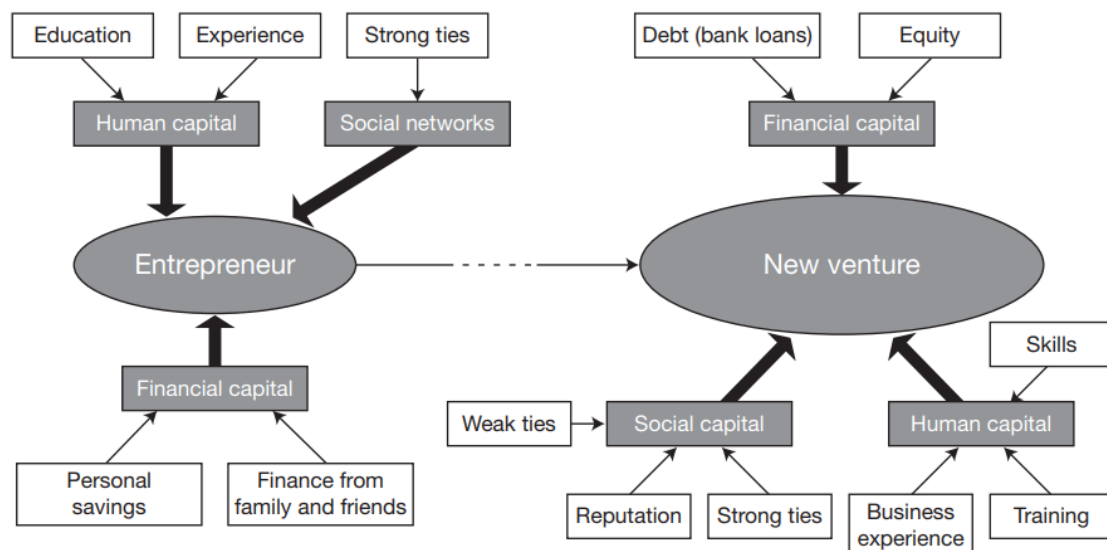 Education
Experience
Strong ties
Debt (bank loans)
Equity
Human capital
Social networks
Financial capital
Entrepreneur
New venture
Skills
Financial capital
Weak ties
Social capital
Human capital
Personal
savings
Finance from
family and friends
Reputation
Strong ties
Business
experience
Training